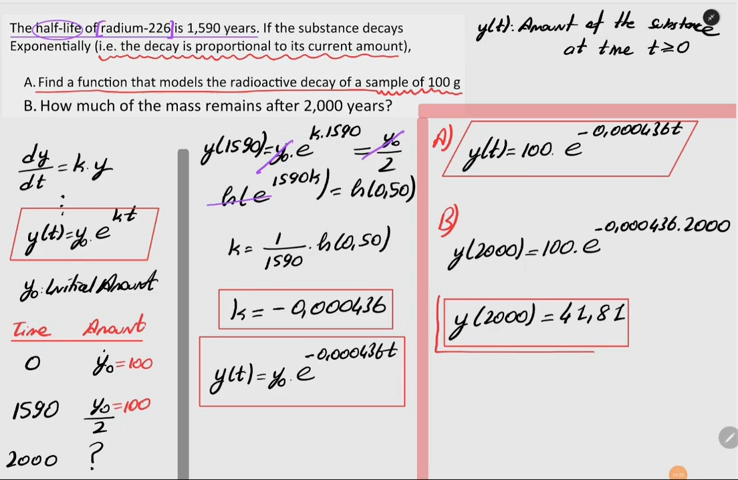 The half-life of radium-226 is 1,590 years. If the substance decays
Exponentially (i.e. the decay is proportional to its current amount),
A. Find a function that models the radioactive decay of a sample of 100 g
B. How much of the mass remains after 2,000 years?
y(t): Amount of the substance
at time t≥0
dy/dt = k.y
⋮
y(t)=y₀.e^kt
y₀: Initial Amount
Time Amount
0 y₀=100
1590 y₀/2=100
2000 ?
y(1590)=y₀.e^k.1590 = y₀/2
ln(e^1590k)=ln(0,50)
k= 1/1590 . ln(0,50)
k=-0,000436
y(t)=y₀.e^-0,000436t
A) y(t)=100.e^-0,000436t
B)
y(2000)=100.e^-0,000436.2000
y(2000)=41,81